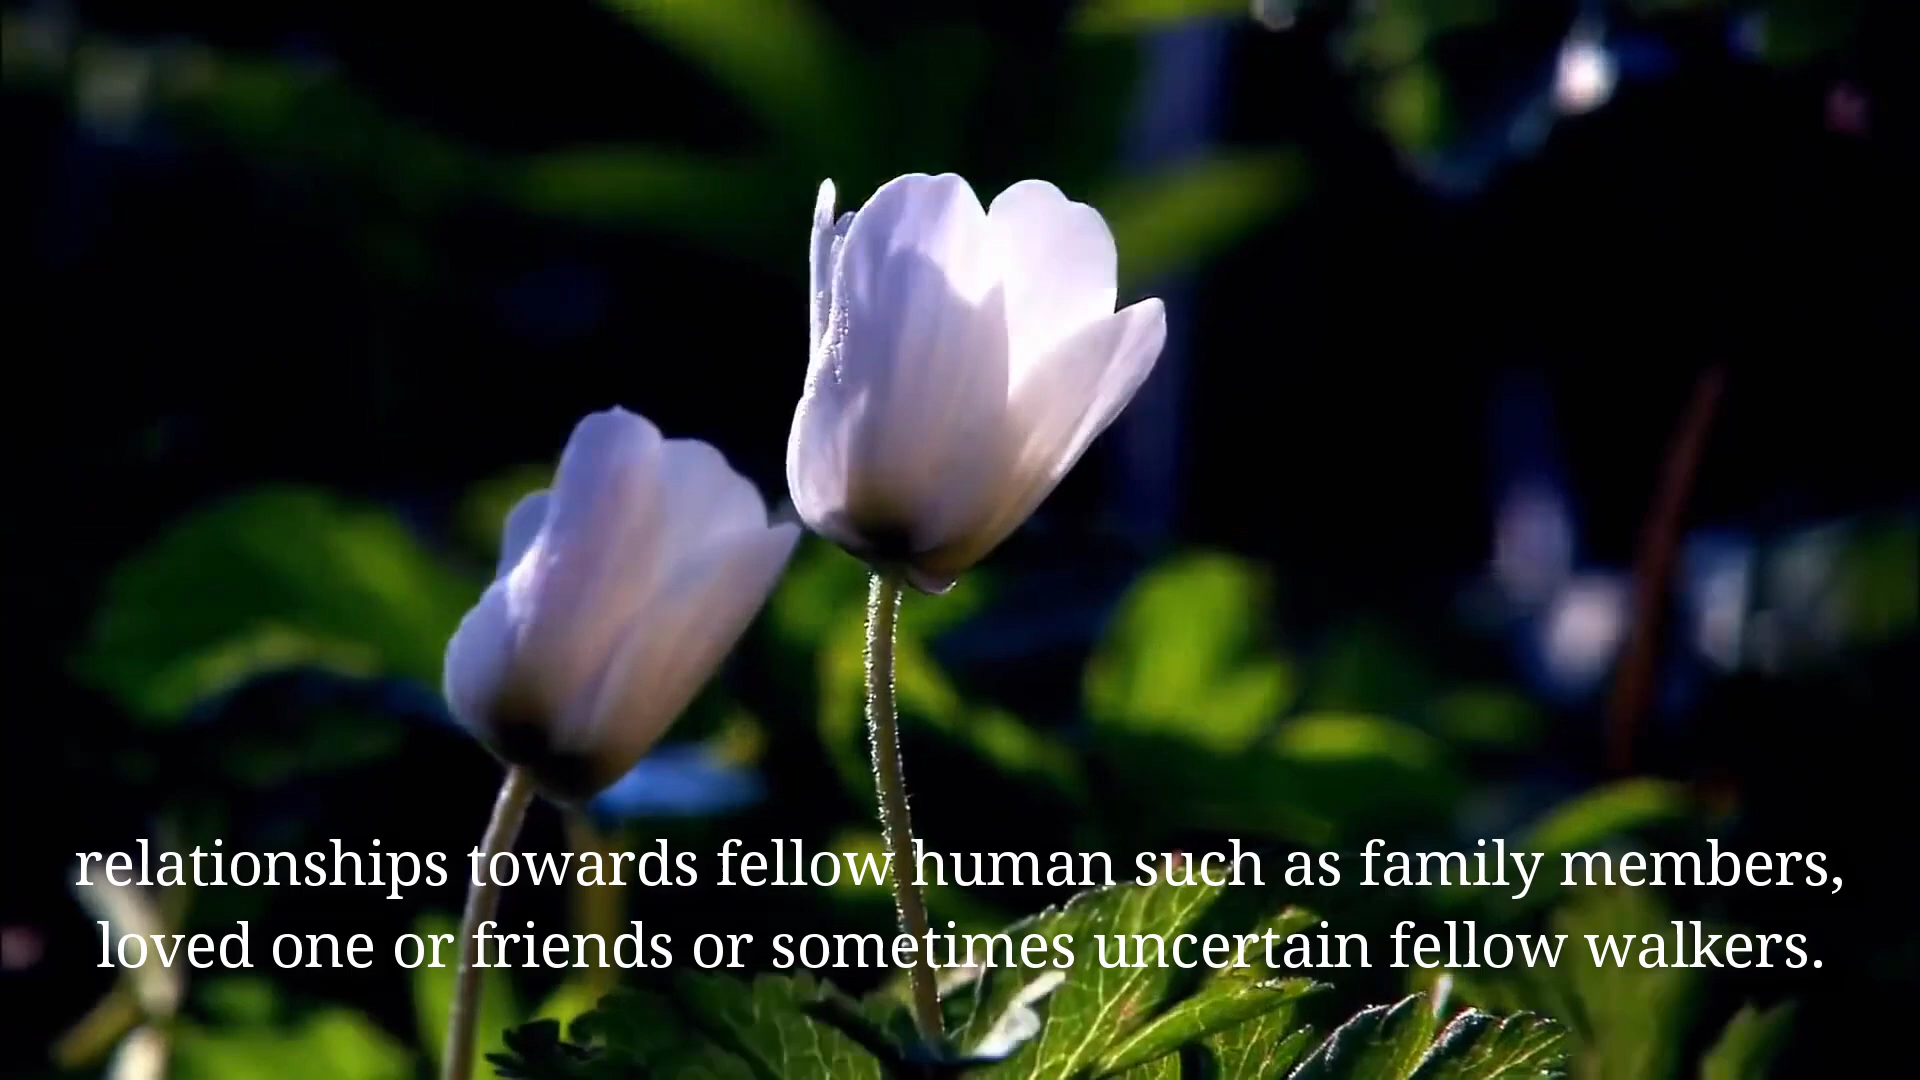 relationships towards fellow human such as family members,
loved one or friends or sometimes uncertain fellow walkers.